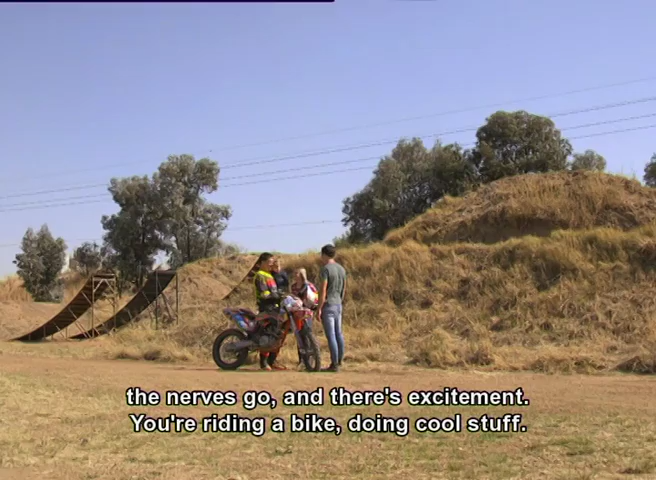 the nerves go, and there's excitement.
You're riding a bike, doing cool stuff.